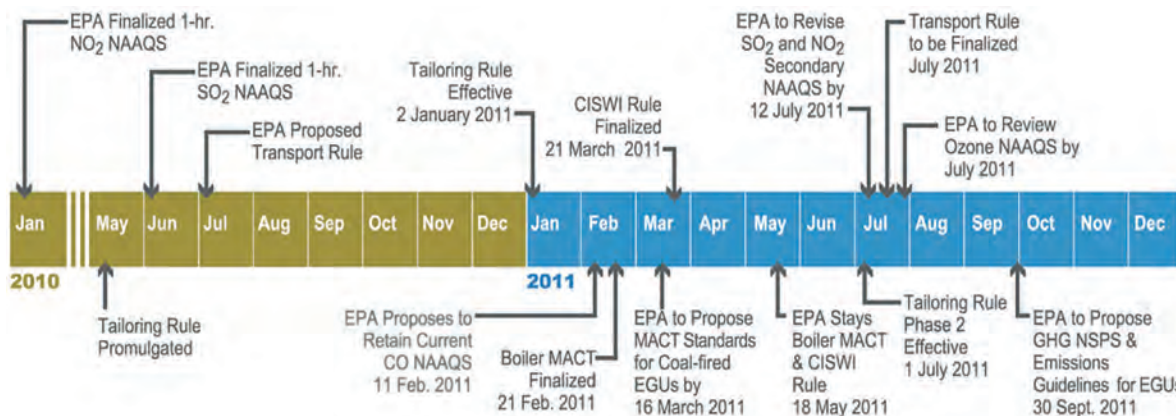 EPA Finalized 1-hr.
NO2 NAAQS
EPA Finalized 1-hr.
SO2 NAAQS
EPA Proposed
Transport Rule
Tailoring Rule
Effective
2 January 2011
CISWI Rule
Finalized
21 March 2011
EPA to Revise
SO2 and NO2
Secondary
NAAQS by
12 July 2011
Transport Rule
to be Finalized
July 2011
EPA to Review
Ozone NAAQS by
July 2011
Jan May Jun Jul Aug Sep Oct Nov Dec Jan Feb Mar Apr May Jun Jul Aug Sep Oct Nov Dec
2010 2011
Tailoring Rule
Promulgated
EPA Proposes to
Retain Current
CO NAAQS
11 Feb. 2011
Boiler MACT
Finalized
21 Feb. 2011
EPA to Propose
MACT Standards
for Coal-fired
EGUs by
16 March 2011
EPA Stays
Boiler MACT
& CISWI
Rule
18 May 2011
Tailoring Rule
Phase 2
Effective
1 July 2011
EPA to Propose
GHG NSPS &
Emissions
Guidelines for EGUs
30 Sept. 2011